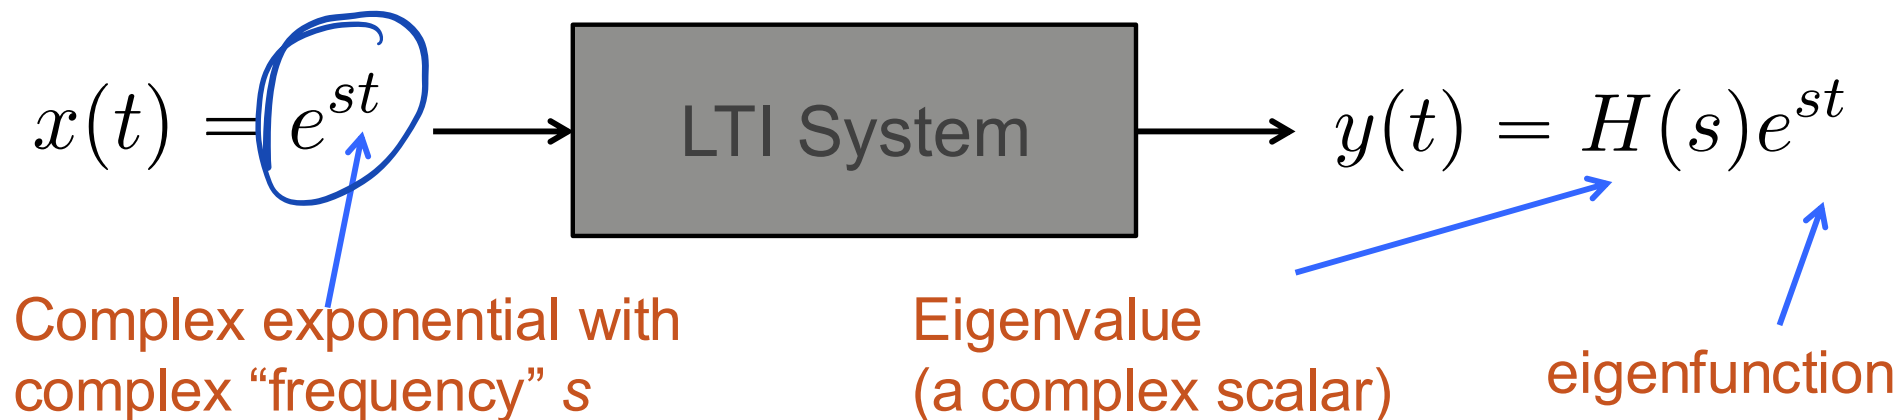 x(t) = e^{st} LTI System y(t) = H(s)e^{st}
Complex exponential with
complex “frequency” s
Eigenvalue
(a complex scalar)
eigenfunction